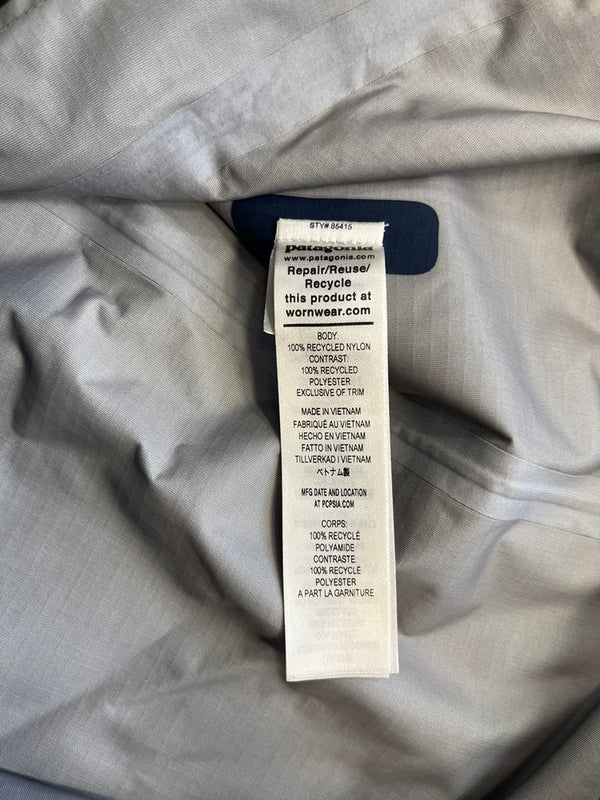 STY# 85415
patagonia
www.patagonia.com
Repair/Reuse/
Recycle
this product at
wornwear.com
BODY:
100% RECYCLED NYLON
CONTRAST:
100% RECYCLED
POLYESTER
EXCLUSIVE OF TRIM
MADE IN VIETNAM
FABRIQUÉ AU VIETNAM
HECHO EN VIETNAM
FATTO IN VIETNAM
TILLVERKAD I VIETNAM
ベトナム製
MFG DATE AND LOCATION
AT PCPSIA.COM
CORPS:
100% RECYCLÉ
POLYAMIDE
CONTRASTE:
100% RECYCLÉ
POLYESTER
A PART LA GARNITURE